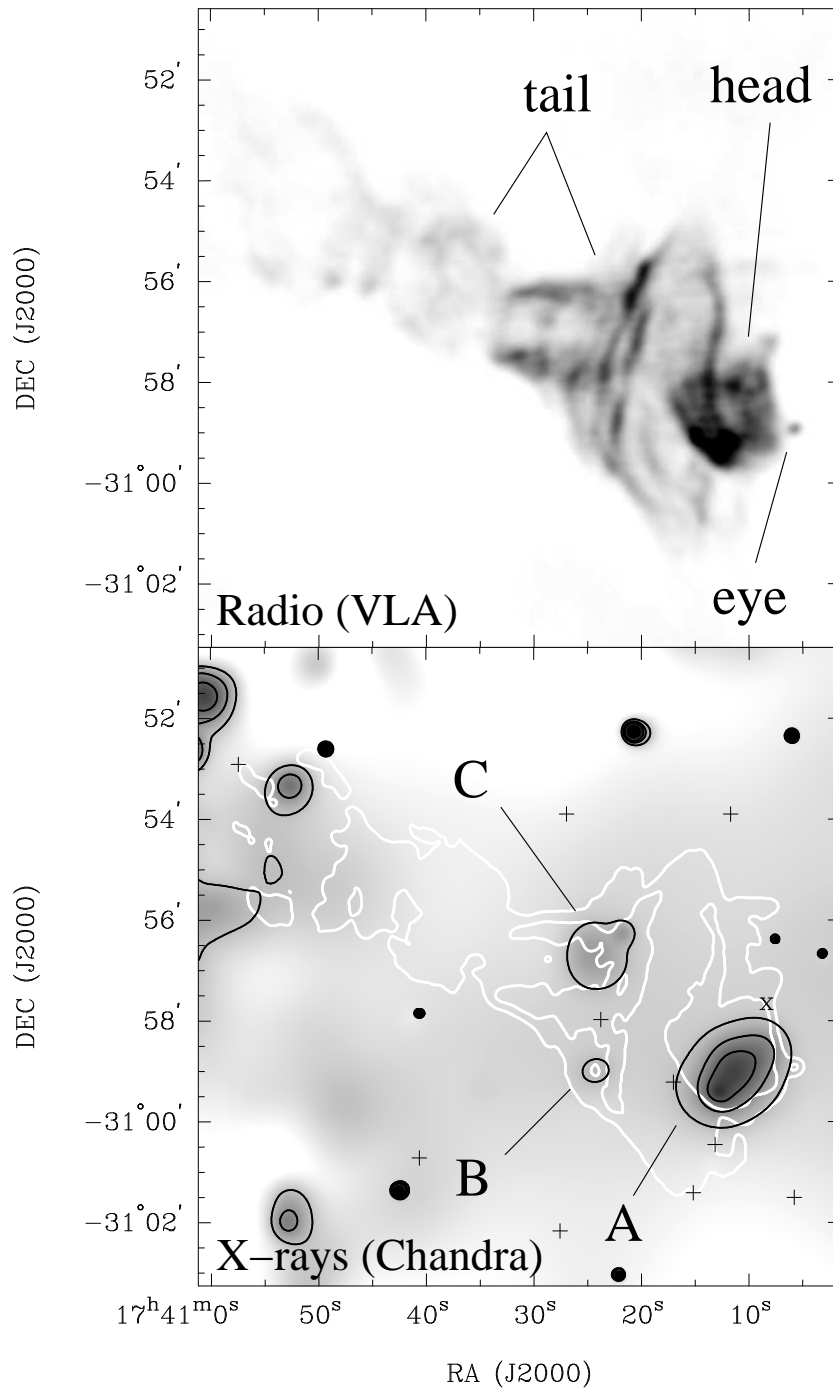 tail
head
eye
Radio (VLA)
52′
54′
56′
58′
−31°00′
−31°02′
DEC (J2000)
C
B
A
x
X−rays (Chandra)
52′
54′
56′
58′
−31°00′
−31°02′
DEC (J2000)
17ʰ41ᵐ0ˢ 50ˢ 40ˢ 30ˢ 20ˢ 10ˢ
RA (J2000)